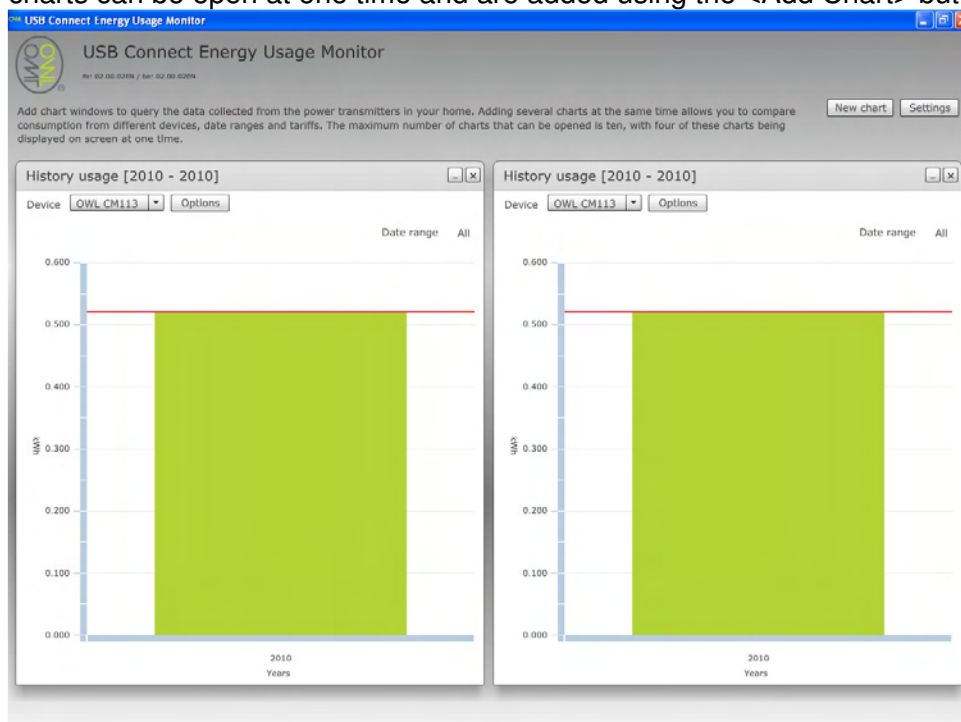 charts can be open at one time and are added using the <Add Chart> but
OWL USB Connect Energy Usage Monitor
USB Connect Energy Usage Monitor
Add chart windows to query the data collected from the power transmitters in your home. Adding several charts at the same time allows you to compare
consumption from different devices, date ranges and tariffs. The maximum number of charts that can be opened is ten, with four of these charts being
displayed on screen at one time.
New chart Settings
History usage [2010 - 2010]
Device OWL CM113 Options
Date range All
0.600
0.500
0.400
0.300
0.200
0.100
0.000
kWh
2010
Years
History usage [2010 - 2010]
Device OWL CM113 Options
Date range All
0.600
0.500
0.400
0.300
0.200
0.100
0.000
kWh
2010
Years